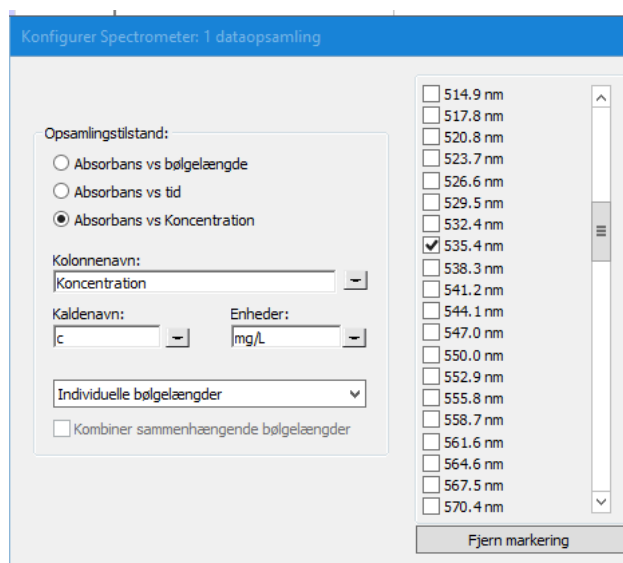 Konfigurer Spectrometer: 1 dataopsamling
Opsamlingstilstand:
Absorbans vs bølgelængde
Absorbans vs tid
Absorbans vs Koncentration
Kolonnenavn:
Koncentration
Kaldenavn: Enheder:
c mg/L
Individuelle bølgelængder
Kombiner sammenhængende bølgelængder
514.9 nm
517.8 nm
520.8 nm
523.7 nm
526.6 nm
529.5 nm
532.4 nm
535.4 nm
538.3 nm
541.2 nm
544.1 nm
547.0 nm
550.0 nm
552.9 nm
555.8 nm
558.7 nm
561.6 nm
564.6 nm
567.5 nm
570.4 nm
Fjern markering